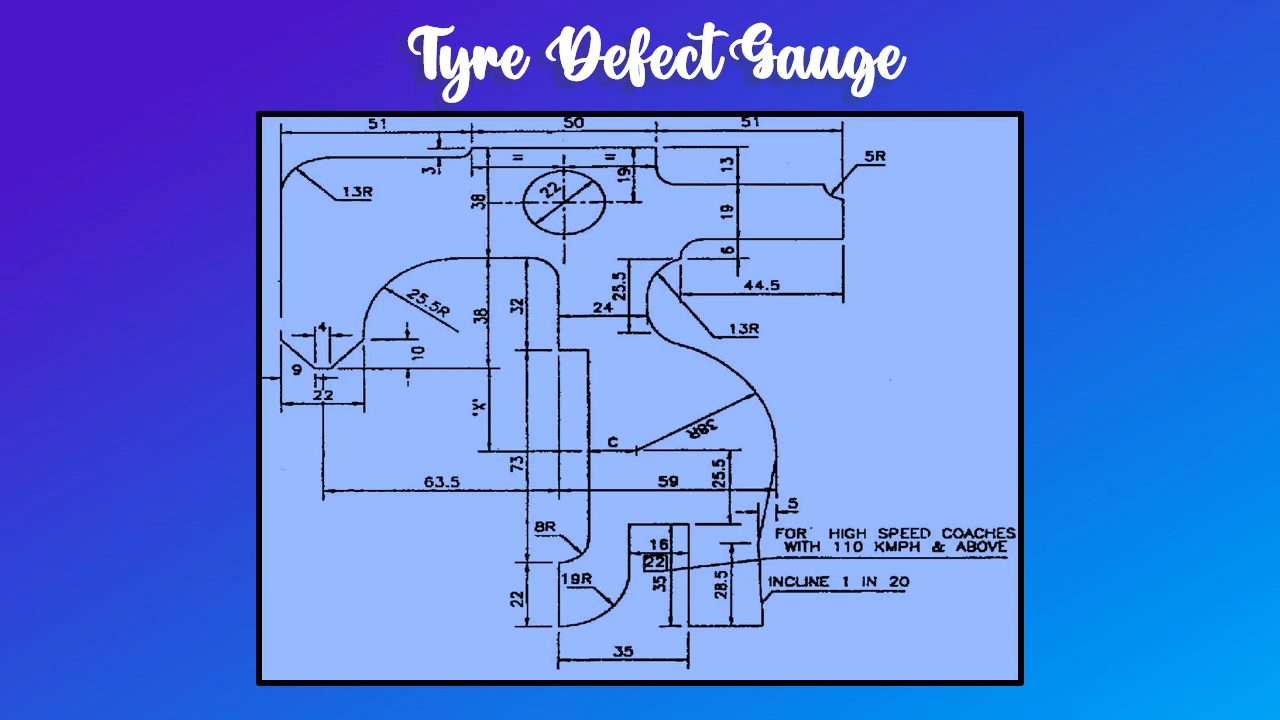 Tyre Defect Gauge
51 50 51
3 = = 19 13 5R
13R 38 22 19
6
25.5R 32 25.5 44.5
38 24 13R
4 10
9
22
'X' 38R
C
73 25.5
63.5 59
5
8R FOR HIGH SPEED COACHES
16 WITH 110 KMPH & ABOVE
22
19R 35 28.5 INCLINE 1 IN 20
22
35